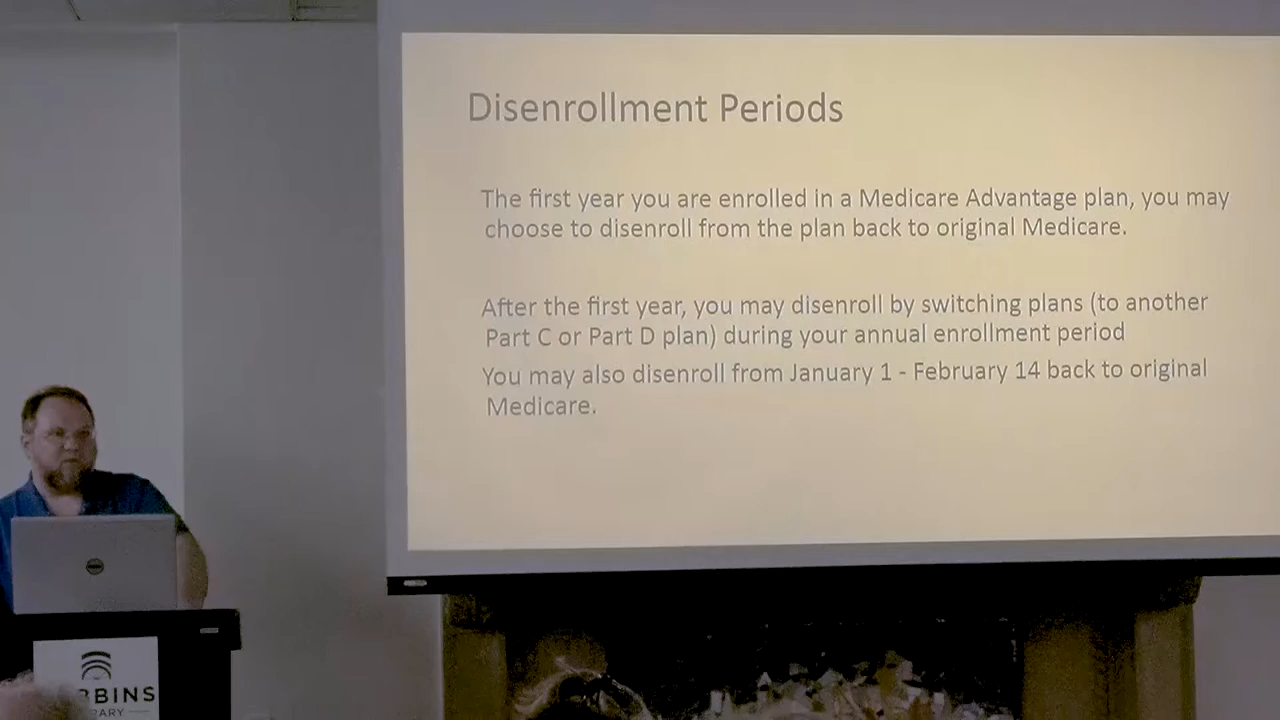 Disenrollment Periods
The first year you are enrolled in a Medicare Advantage plan, you may
choose to disenroll from the plan back to original Medicare.
After the first year, you may disenroll by switching plans (to another
Part C or Part D plan) during your annual enrollment period
You may also disenroll from January 1 - February 14 back to original
Medicare.